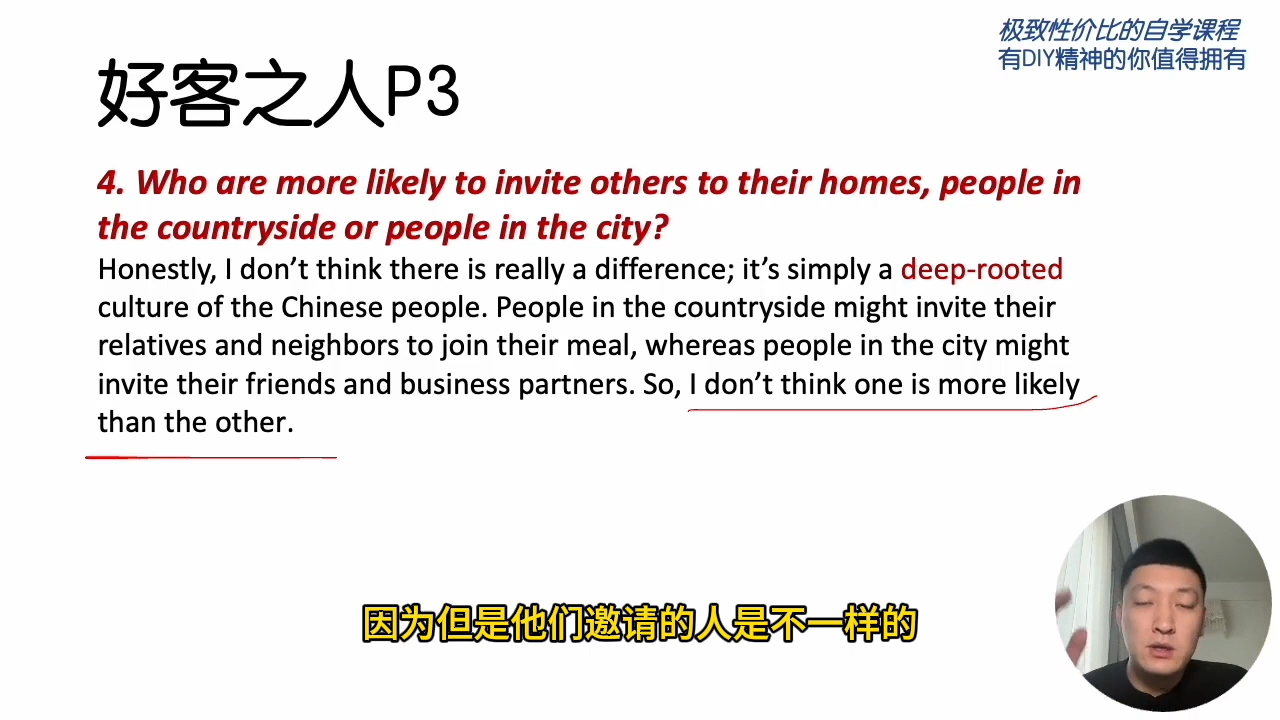 极致性价比的自学课程
有DIY精神的你值得拥有
好客之人P3
4. Who are more likely to invite others to their homes, people in
the countryside or people in the city?
Honestly, I don’t think there is really a difference; it’s simply a deep-rooted
culture of the Chinese people. People in the countryside might invite their
relatives and neighbors to join their meal, whereas people in the city might
invite their friends and business partners. So, I don’t think one is more likely
than the other.
因为但是他们邀请的人是不一样的